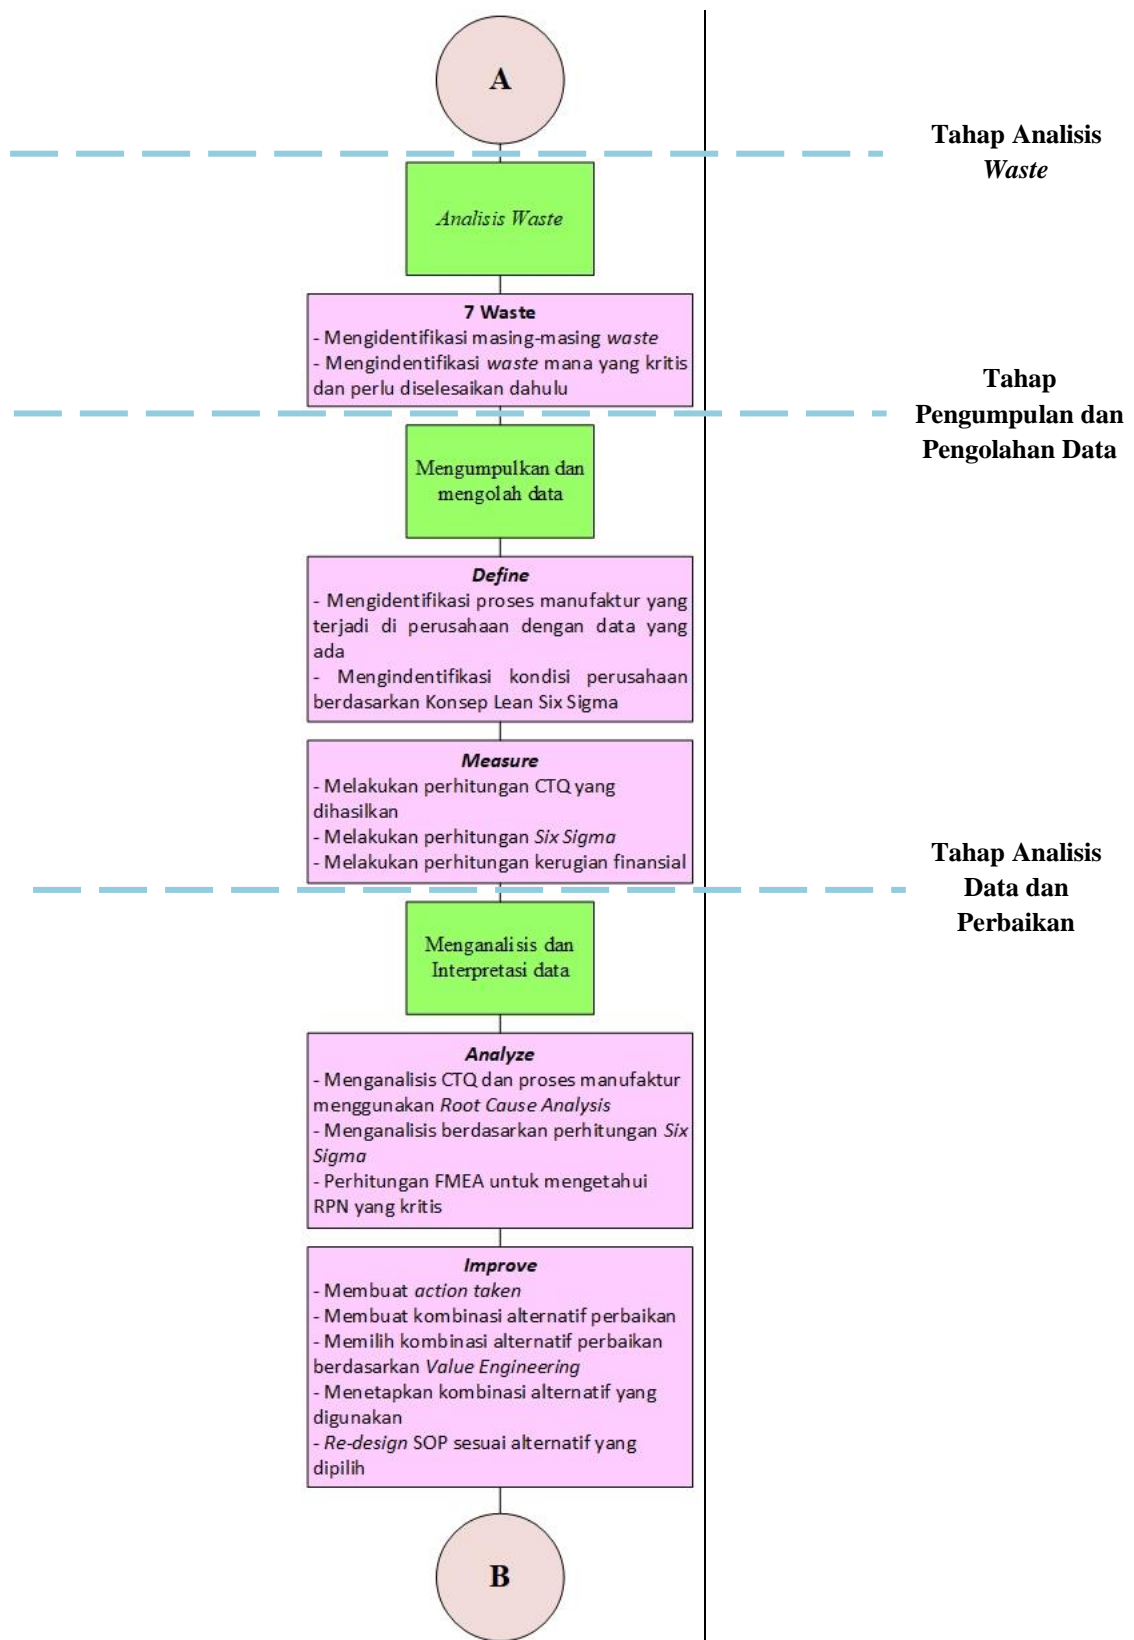 A
Tahap Analisis
Waste
Analisis Waste
7 Waste
- Mengidentifikasi masing-masing waste
- Mengindentifikasi waste mana yang kritis
dan perlu diselesaikan dahulu
Tahap
Pengumpulan dan
Pengolahan Data
Mengumpulkan dan
mengolah data
Define
- Mengidentifikasi proses manufaktur yang
terjadi di perusahaan dengan data yang
ada
- Mengindentifikasi kondisi perusahaan
berdasarkan Konsep Lean Six Sigma
Measure
- Melakukan perhitungan CTQ yang
dihasilkan
- Melakukan perhitungan Six Sigma
- Melakukan perhitungan kerugian finansial
Tahap Analisis
Data dan
Perbaikan
Menganalisis dan
Interpretasi data
Analyze
- Menganalisis CTQ dan proses manufaktur
menggunakan Root Cause Analysis
- Menganalisis berdasarkan perhitungan Six
Sigma
- Perhitungan FMEA untuk mengetahui
RPN yang kritis
Improve
- Membuat action taken
- Membuat kombinasi alternatif perbaikan
- Memilih kombinasi alternatif perbaikan
berdasarkan Value Engineering
- Menetapkan kombinasi alternatif yang
digunakan
- Re-design SOP sesuai alternatif yang
dipilih
B